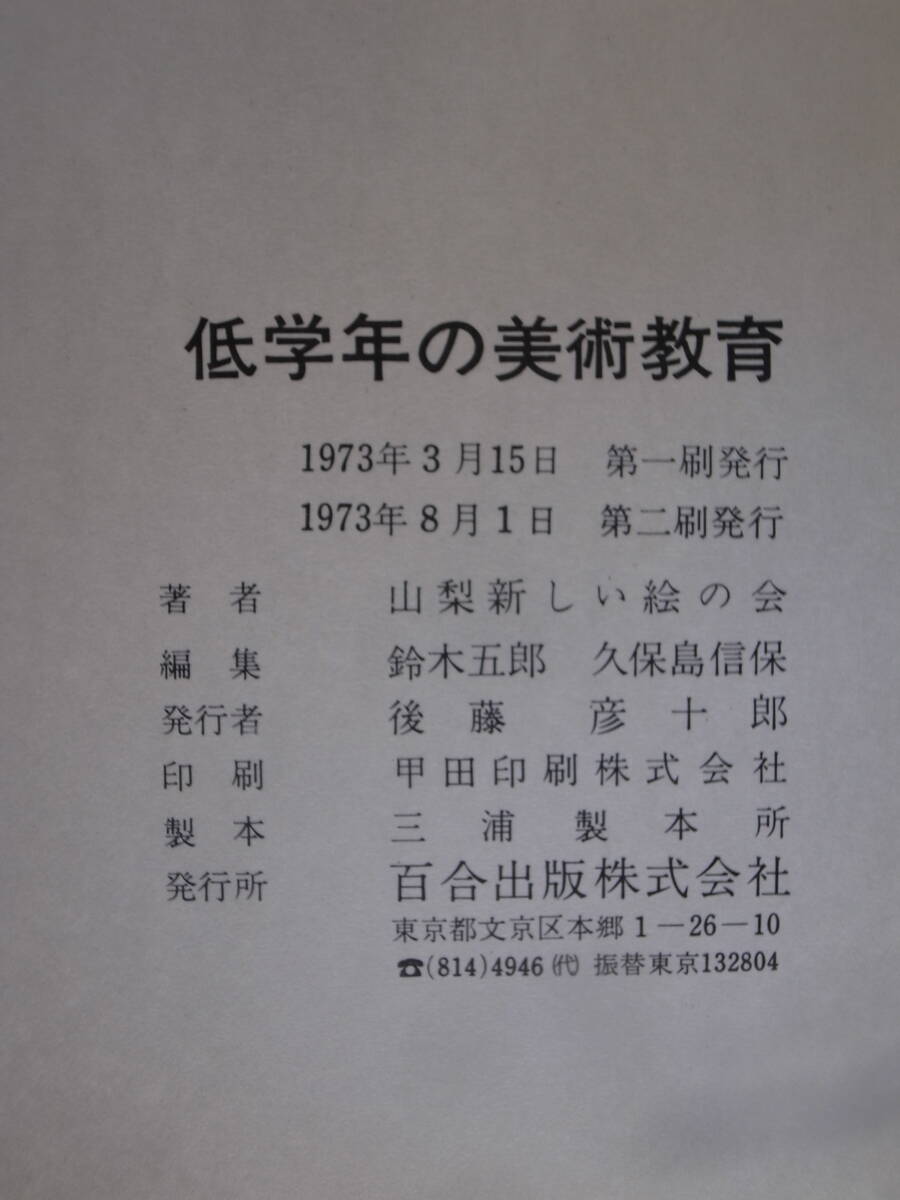 低学年の美術教育
1973年3月15日 第一刷発行
1973年8月1日 第二刷発行
著者 山梨新しい絵の会
編集 鈴木五郎 久保島信保
発行者 後藤彦十郎
印刷 甲田印刷株式会社
製本 三浦製本所
発行所 百合出版株式会社
東京都文京区本郷1-26-10
☎(814)4946㈹ 振替東京132804